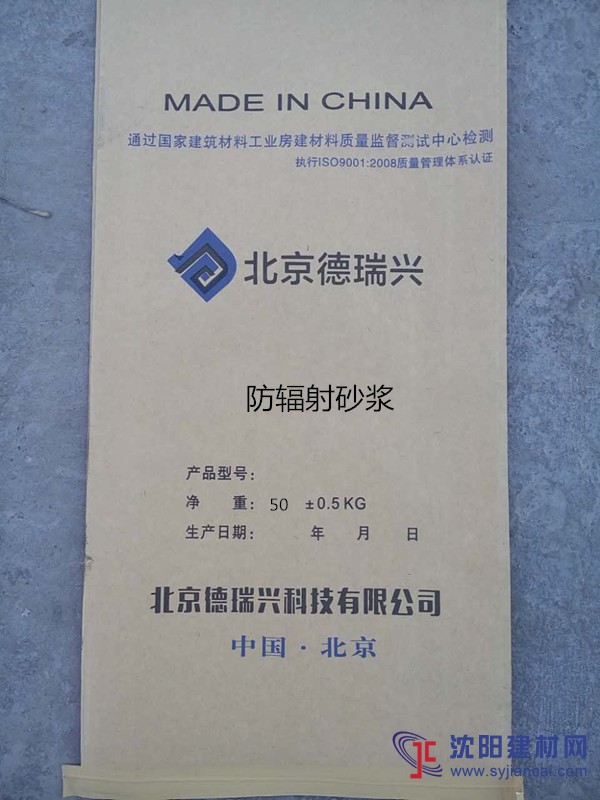 MADE IN CHINA
通过国家建筑材料工业房建材料质量监督测试中心检测
执行ISO9001:2008质量管理体系认证
北京德瑞兴
防辐射砂浆
产品型号：
净 重： 50 ±0.5KG
生产日期： 年 月 日
北京德瑞兴科技有限公司
中国·北京
沈阳建材网
www.syjiancai.com